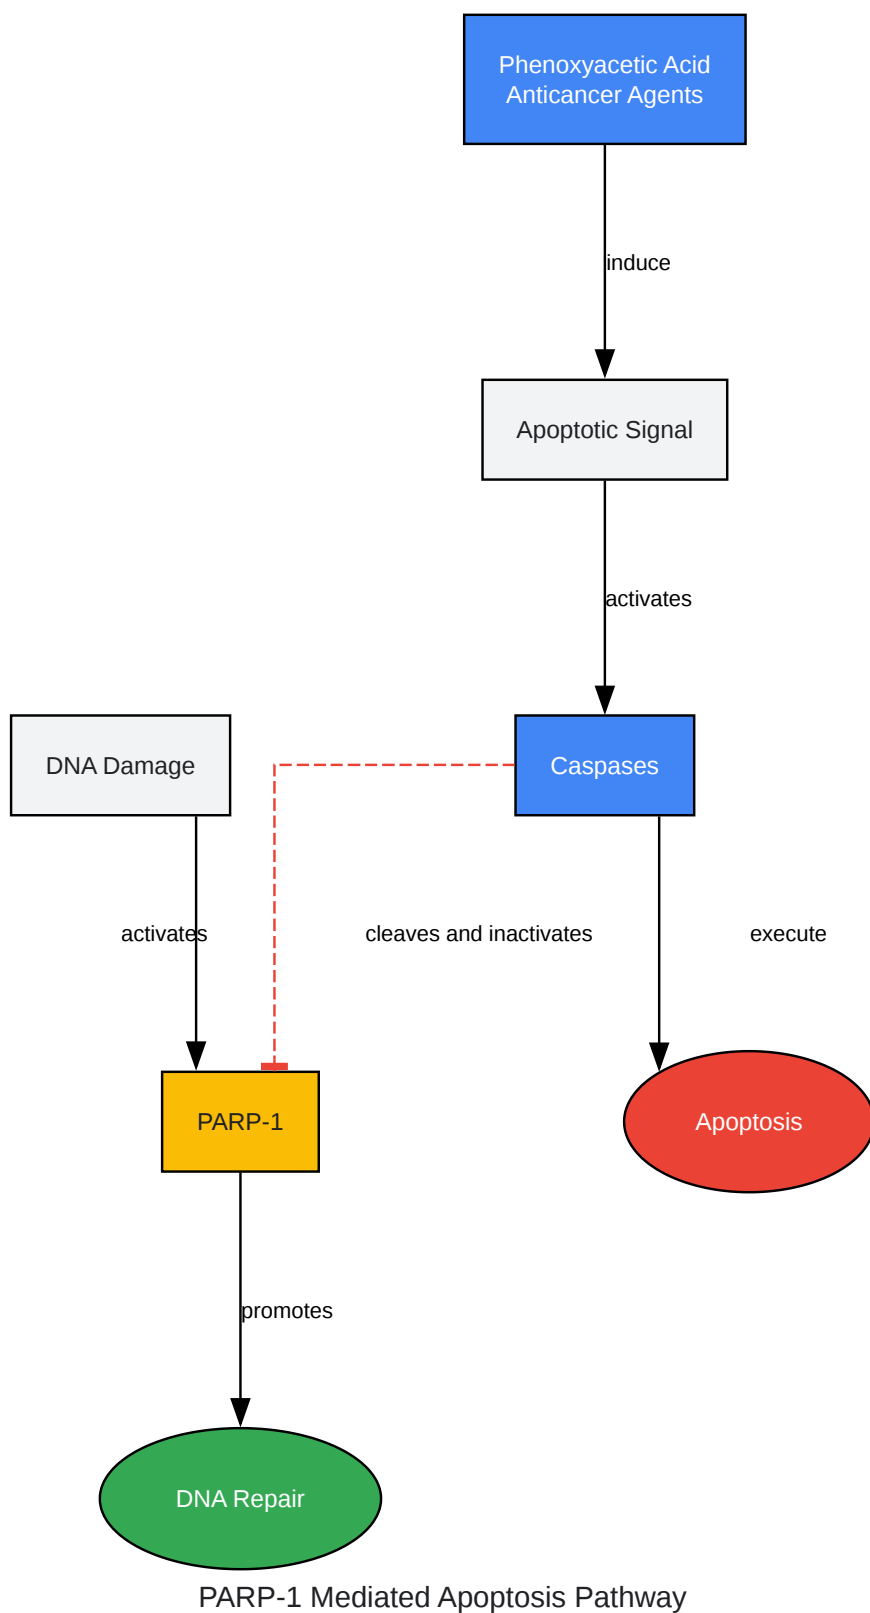 Phenoxyacetic Acid
Anticancer Agents
induce
Apoptotic Signal
activates
DNA Damage
Caspases
activates
cleaves and inactivates
execute
PARP-1
Apoptosis
promotes
DNA Repair
PARP-1 Mediated Apoptosis Pathway